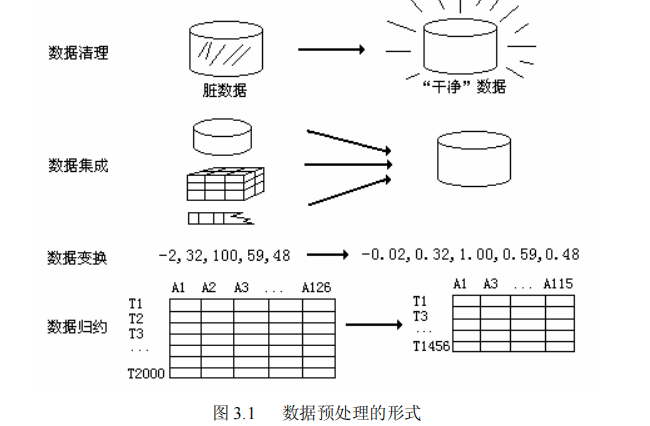 数据清理
脏数据
“干净”数据
数据集成
数据变换 -2,32,100,59,48 -0.02,0.32,1.00,0.59,0.48
A1 A2 A3 ... A126
A1 A3 ... A115
数据归约
T1
T2
T3
...
T2000
T1
T3
...
T1456
图 3.1 数据预处理的形式